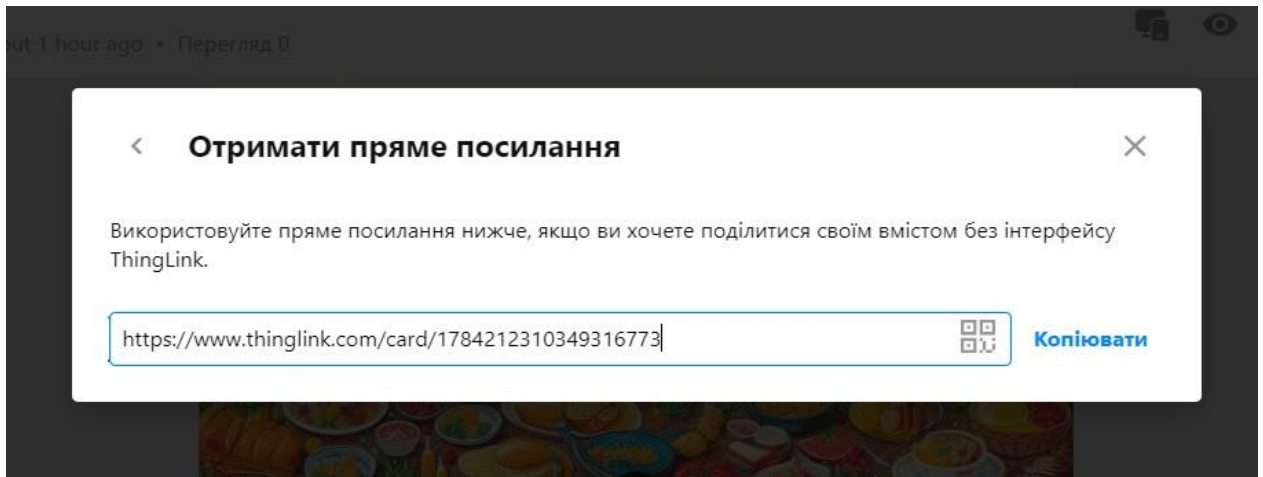 out 1 hour ago • Перегляд 0
Отримати пряме посилання
Використовуйте пряме посилання нижче, якщо ви хочете поділитися своїм вмістом без інтерфейсу
ThingLink.
https://www.thinglink.com/card/1784212310349316773
Копіювати